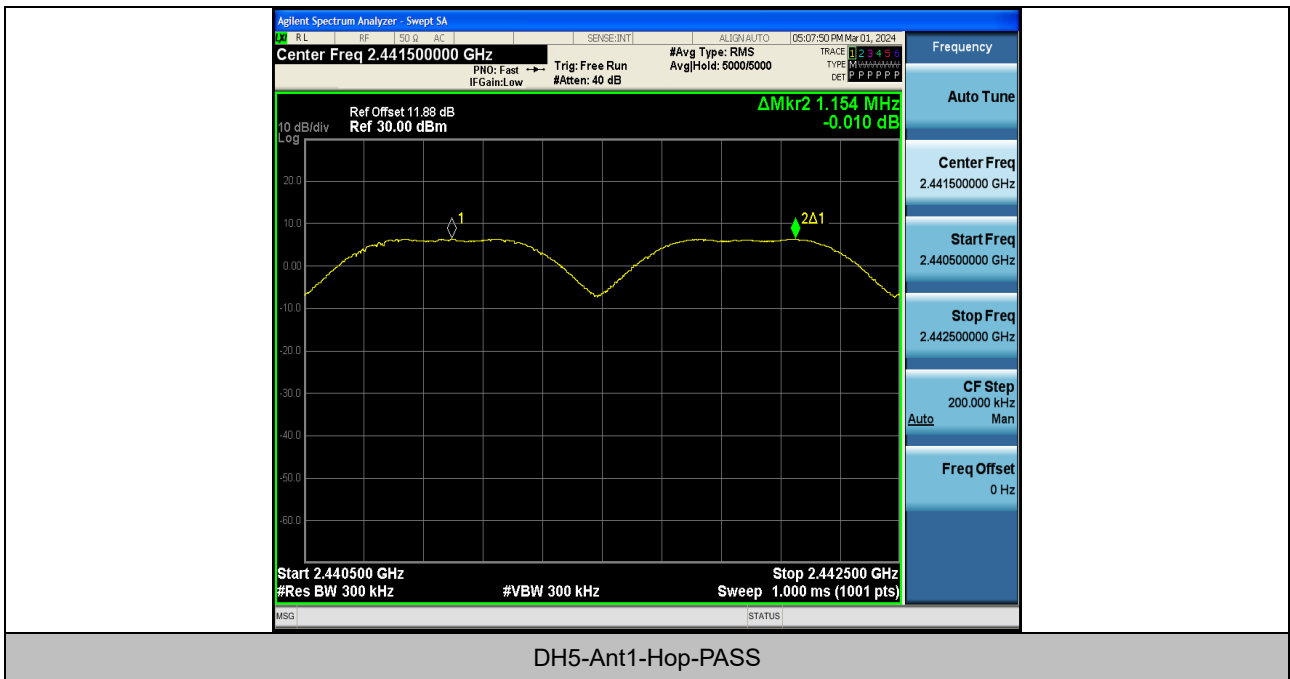 Agilent Spectrum Analyzer - Swept SA
LXI RL RF 50 Ω AC SENSE:INT ALIGN AUTO 05:07:50 PM Mar 01, 2024
Center Freq 2.441500000 GHz
PNO: Fast
IFGain:Low
Trig: Free Run
#Atten: 40 dB
#Avg Type: RMS
Avg|Hold: 5000/5000
TRACE 1 2 3 4 5 6
TYPE M
DET P P P P P P
Frequency
Auto Tune
Center Freq
2.441500000 GHz
Start Freq
2.440500000 GHz
Stop Freq
2.442500000 GHz
CF Step
200.000 kHz
Auto Man
Freq Offset
0 Hz
ΔMkr2 1.154 MHz
-0.010 dB
Ref Offset 11.88 dB
10 dB/div Ref 30.00 dBm
Log
20.0
10.0
0.00
-10.0
-20.0
-30.0
-40.0
-50.0
-60.0
1
2Δ1
Start 2.440500 GHz Stop 2.442500 GHz
#Res BW 300 kHz #VBW 300 kHz Sweep 1.000 ms (1001 pts)
MSG STATUS
DH5-Ant1-Hop-PASS